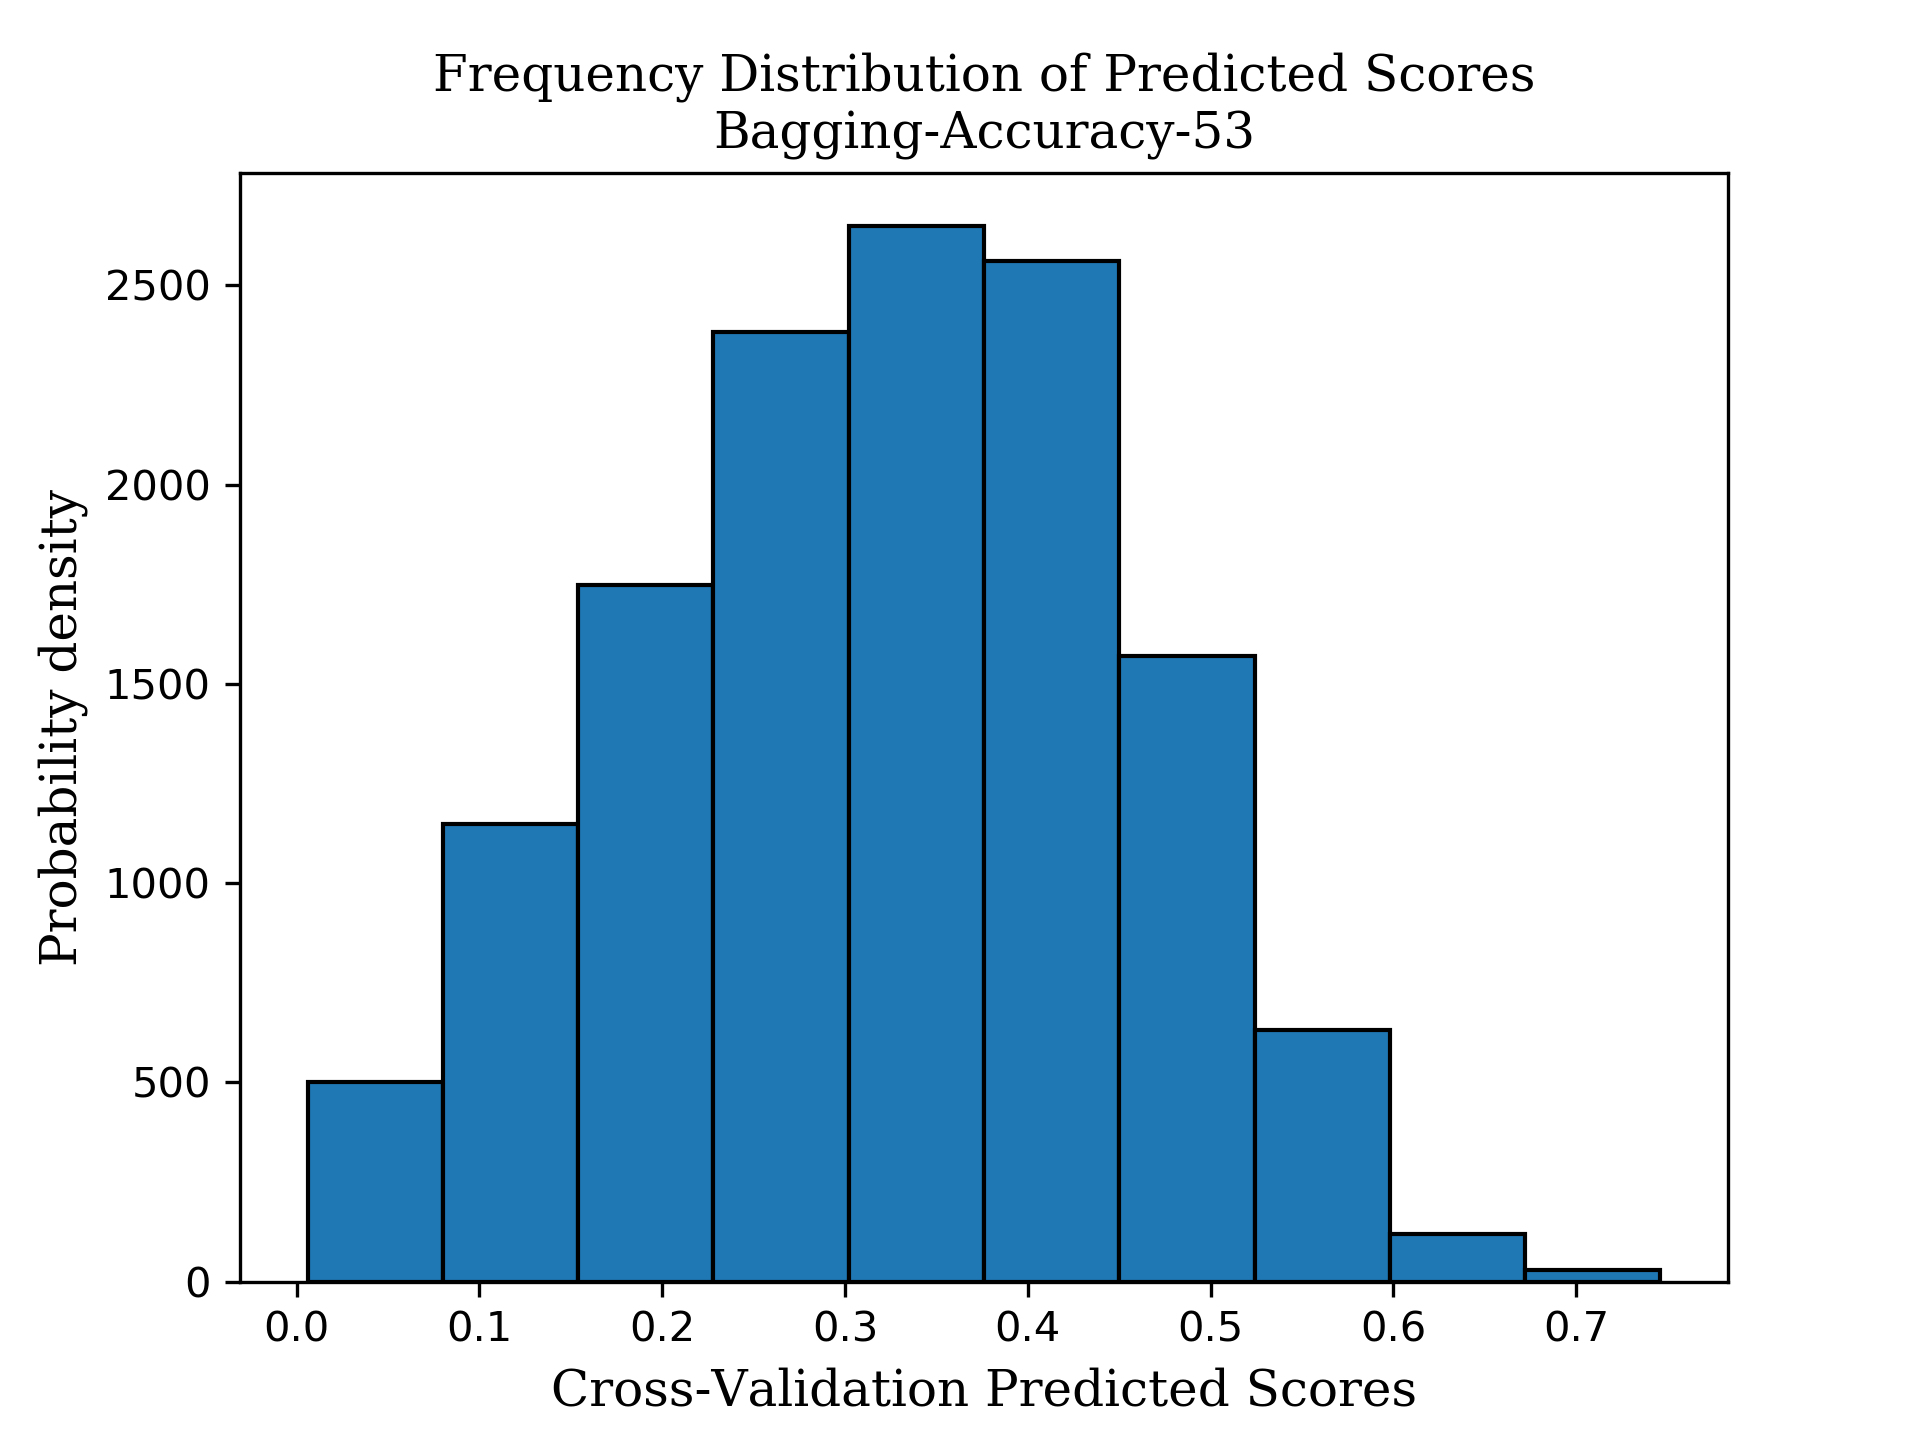 Frequency Distribution of Predicted Scores
Bagging-Accuracy-53
Probability density
2500
2000
1500
1000
500
0
0.0 0.1 0.2 0.3 0.4 0.5 0.6 0.7
Cross-Validation Predicted Scores